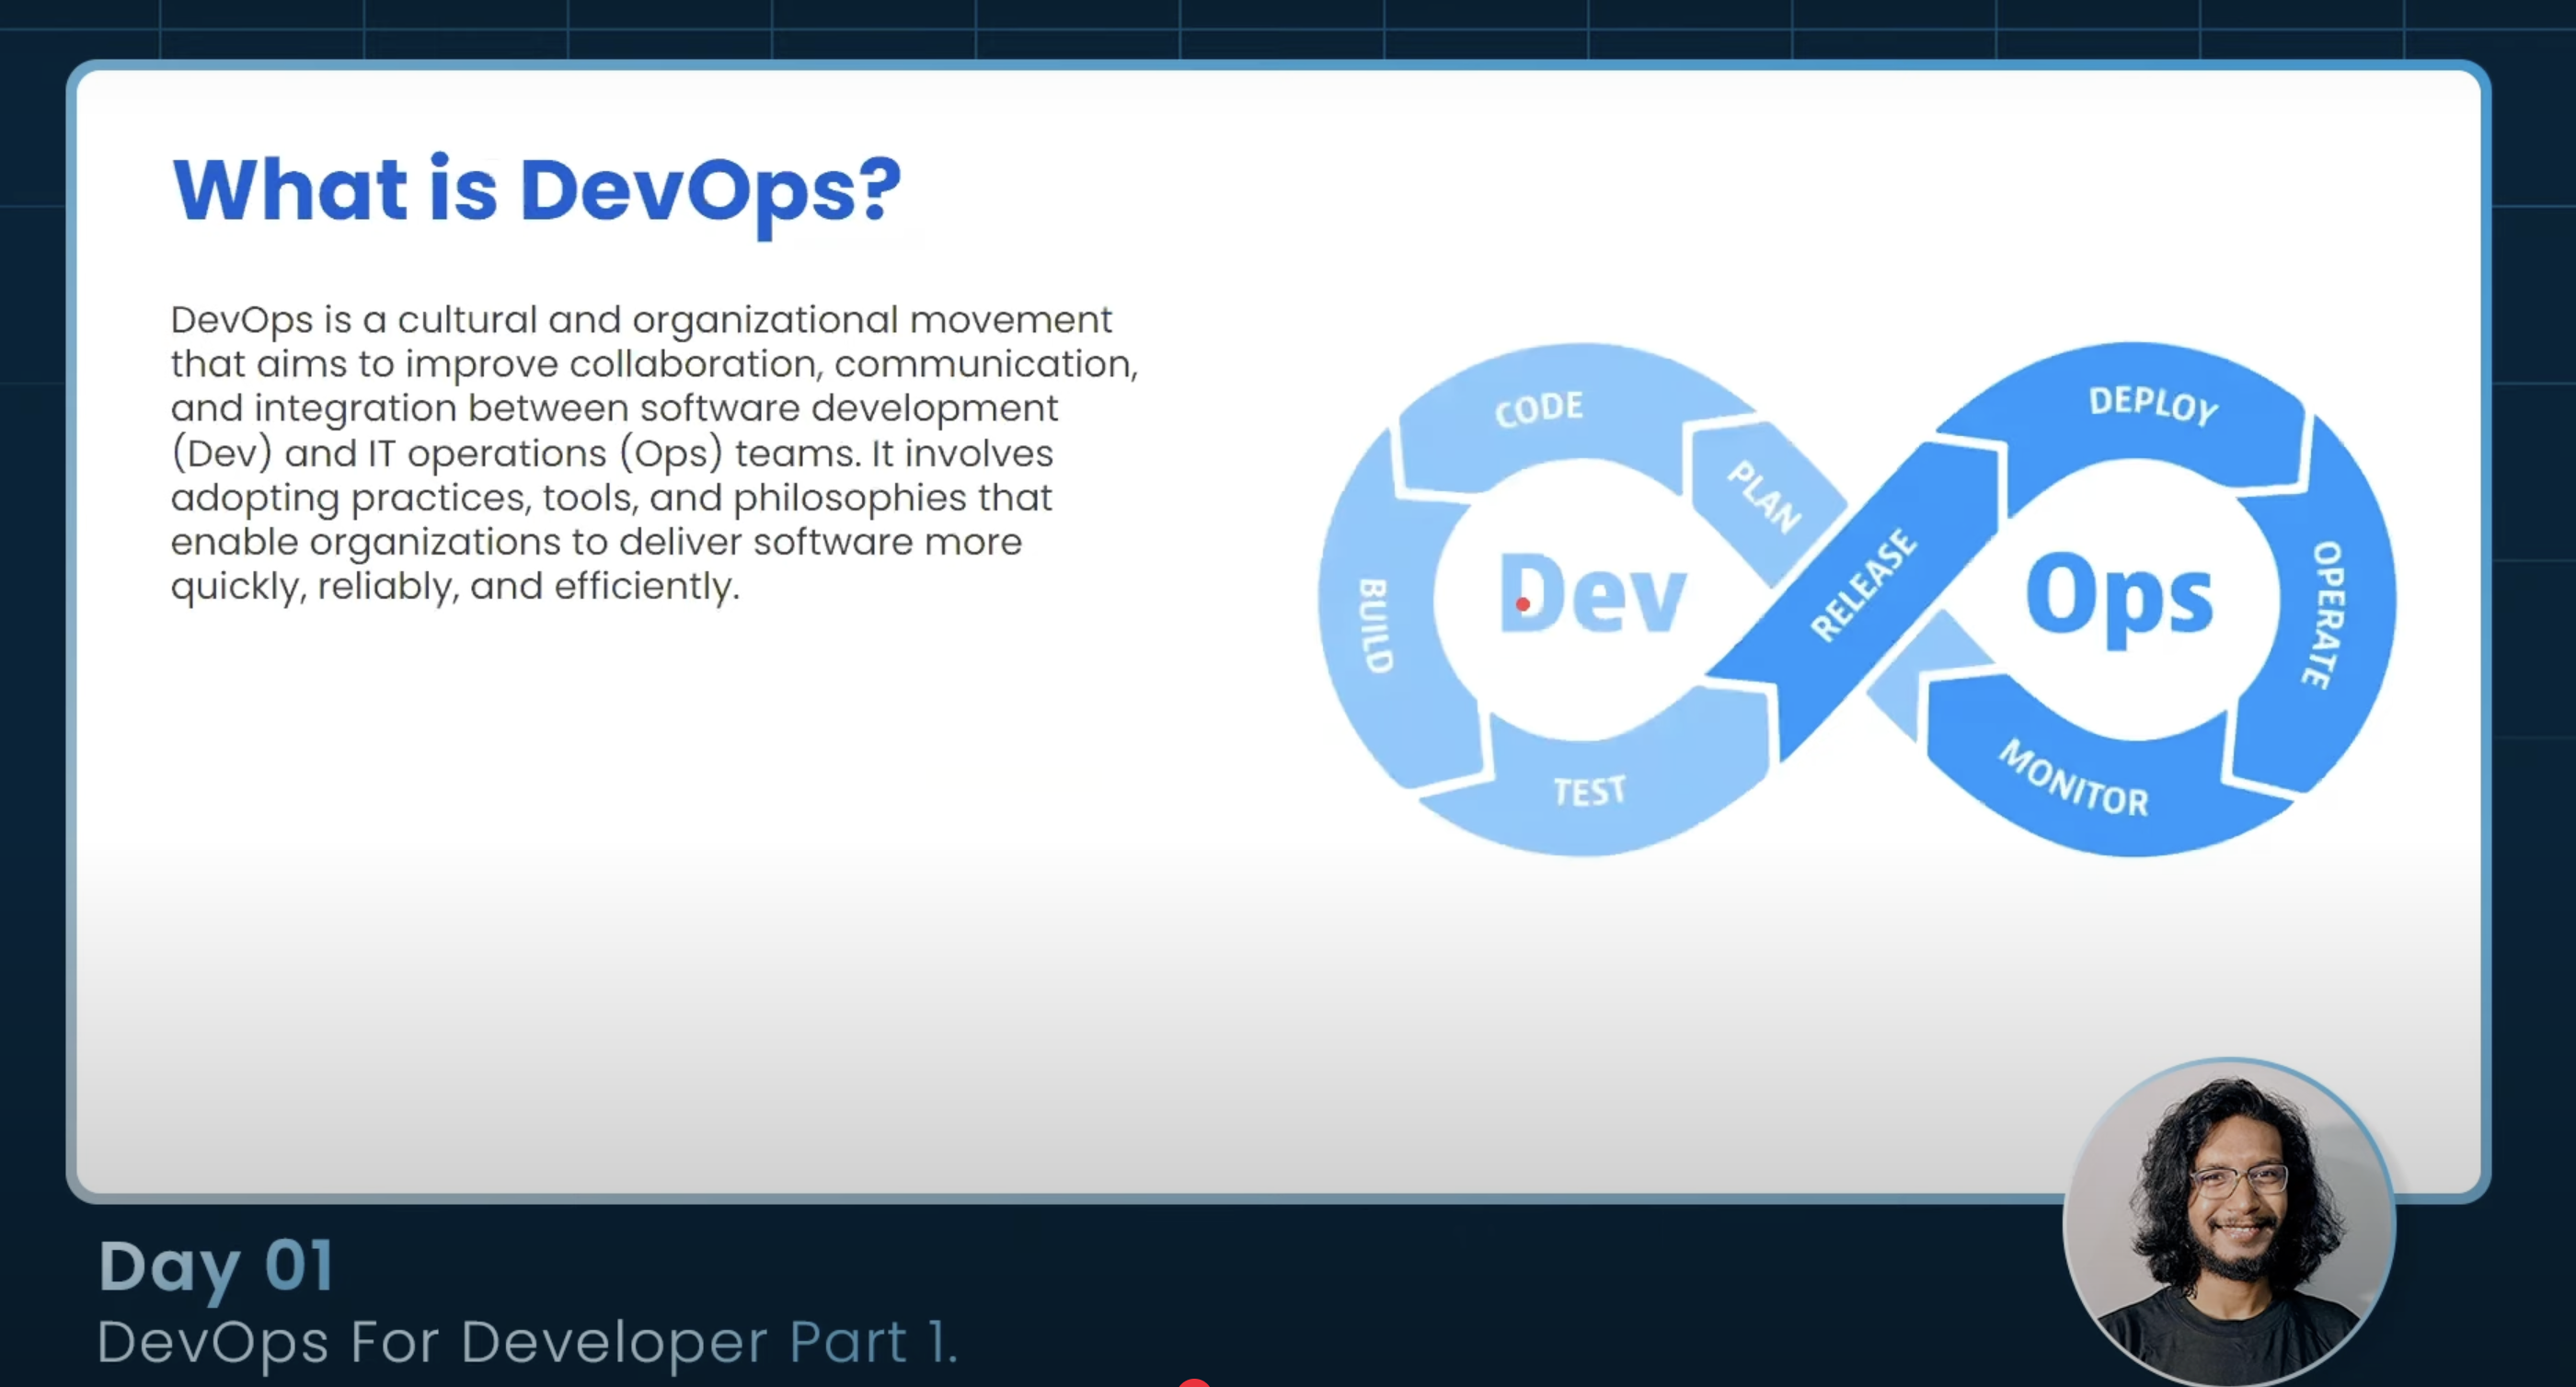 What is DevOps?
DevOps is a cultural and organizational movement
that aims to improve collaboration, communication,
and integration between software development
(Dev) and IT operations (Ops) teams. It involves
adopting practices, tools, and philosophies that
enable organizations to deliver software more
quickly, reliably, and efficiently.
CODE
PLAN
BUILD
Dev
TEST
RELEASE
DEPLOY
Ops
OPERATE
MONITOR
Day 01
DevOps For Developer Part 1.